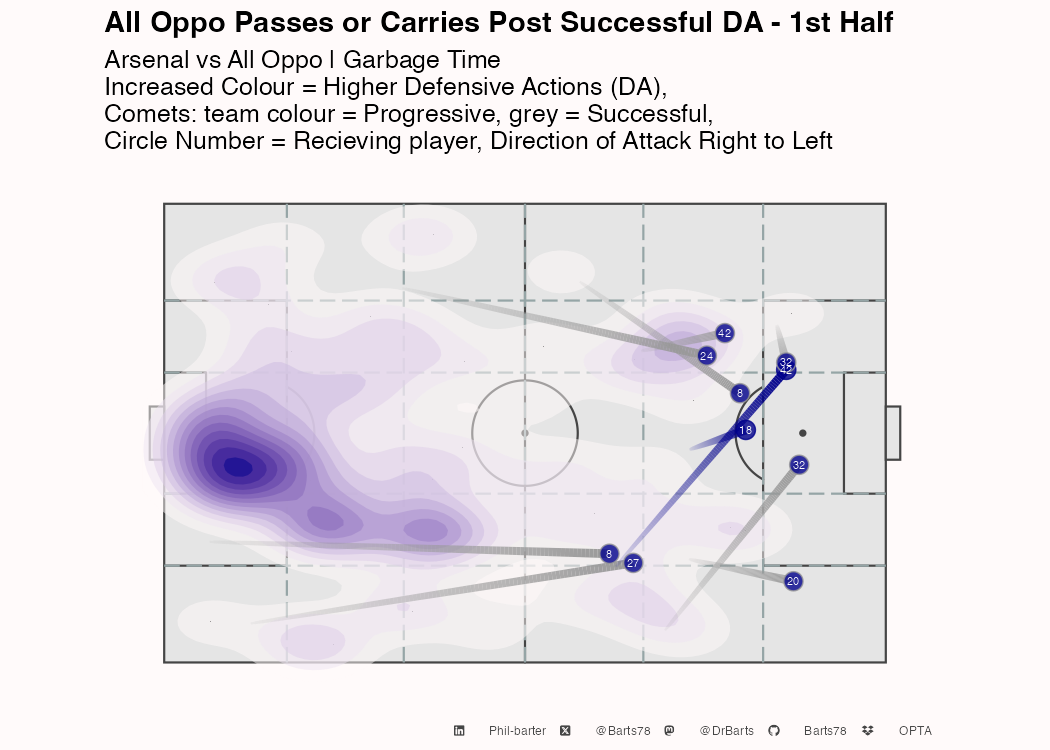 All Oppo Passes or Carries Post Successful DA - 1st Half
Arsenal vs All Oppo | Garbage Time
Increased Colour = Higher Defensive Actions (DA),
Comets: team colour = Progressive, grey = Successful,
Circle Number = Recieving player, Direction of Attack Right to Left
42
24
32
42
8
18
32
8
27
20
Phil-barter @Barts78 @DrBarts Barts78 OPTA